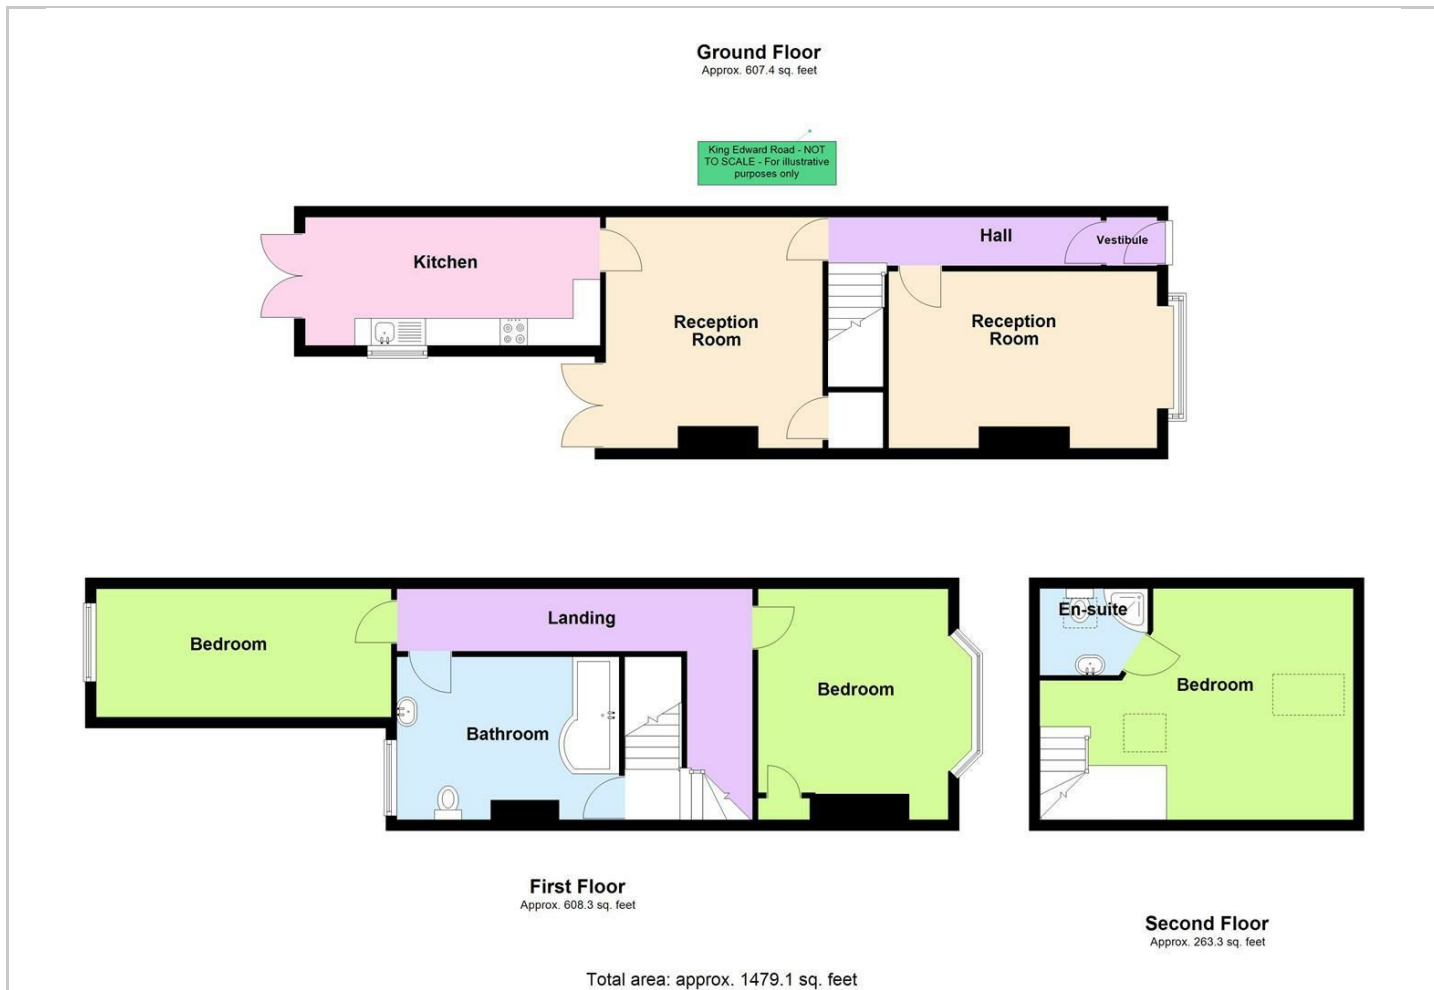 Ground Floor
Approx. 607.4 sq. feet
King Edward Road - NOT
TO SCALE - For illustrative
purposes only
Kitchen
Hall
Vestibule
Reception
Room
Reception
Room
Bedroom
Landing
Bathroom
Bedroom
En-suite
Bedroom
First Floor
Approx. 608.3 sq. feet
Second Floor
Approx. 263.3 sq. feet
Total area: approx. 1479.1 sq. feet